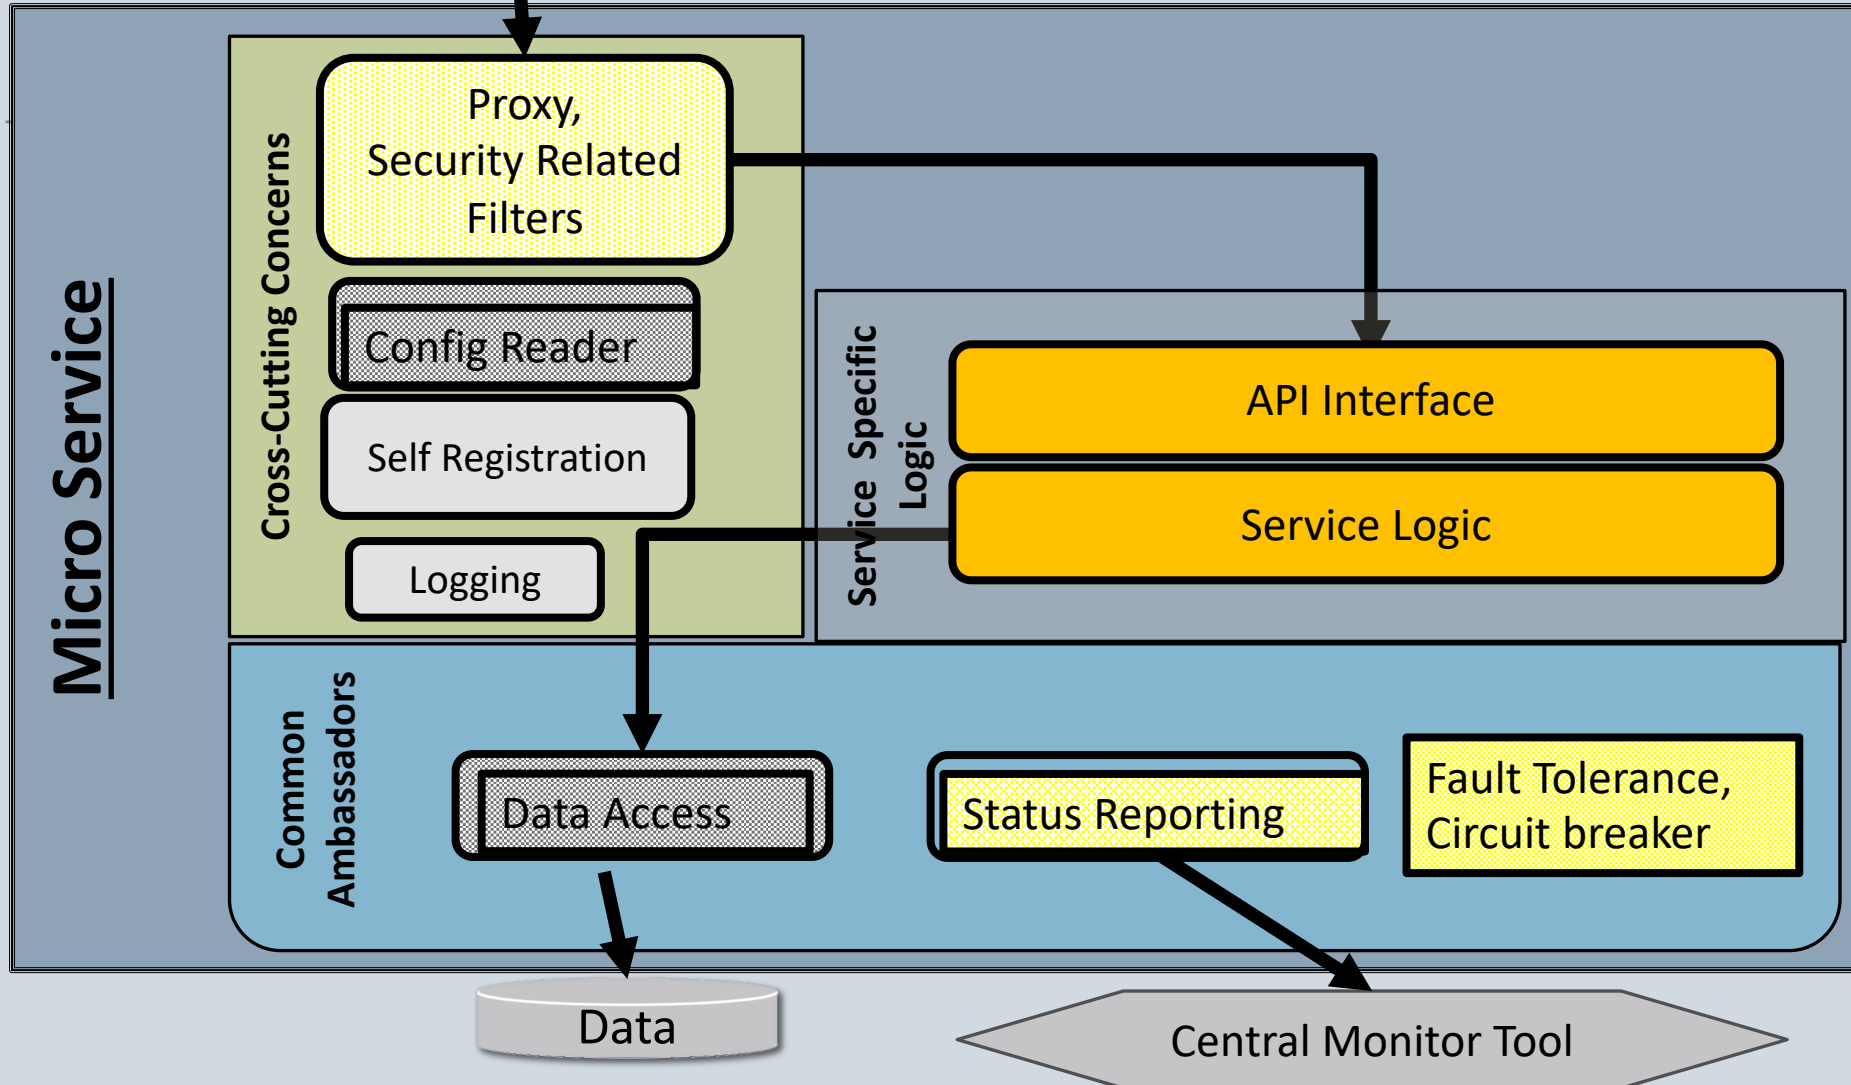 Micro Service
Cross-Cutting Concerns
Proxy,
Security Related
Filters
Config Reader
Self Registration
Logging
Service Specific
Logic
API Interface
Service Logic
Common
Ambassadors
Data Access
Status Reporting
Fault Tolerance,
Circuit breaker
Data
Central Monitor Tool